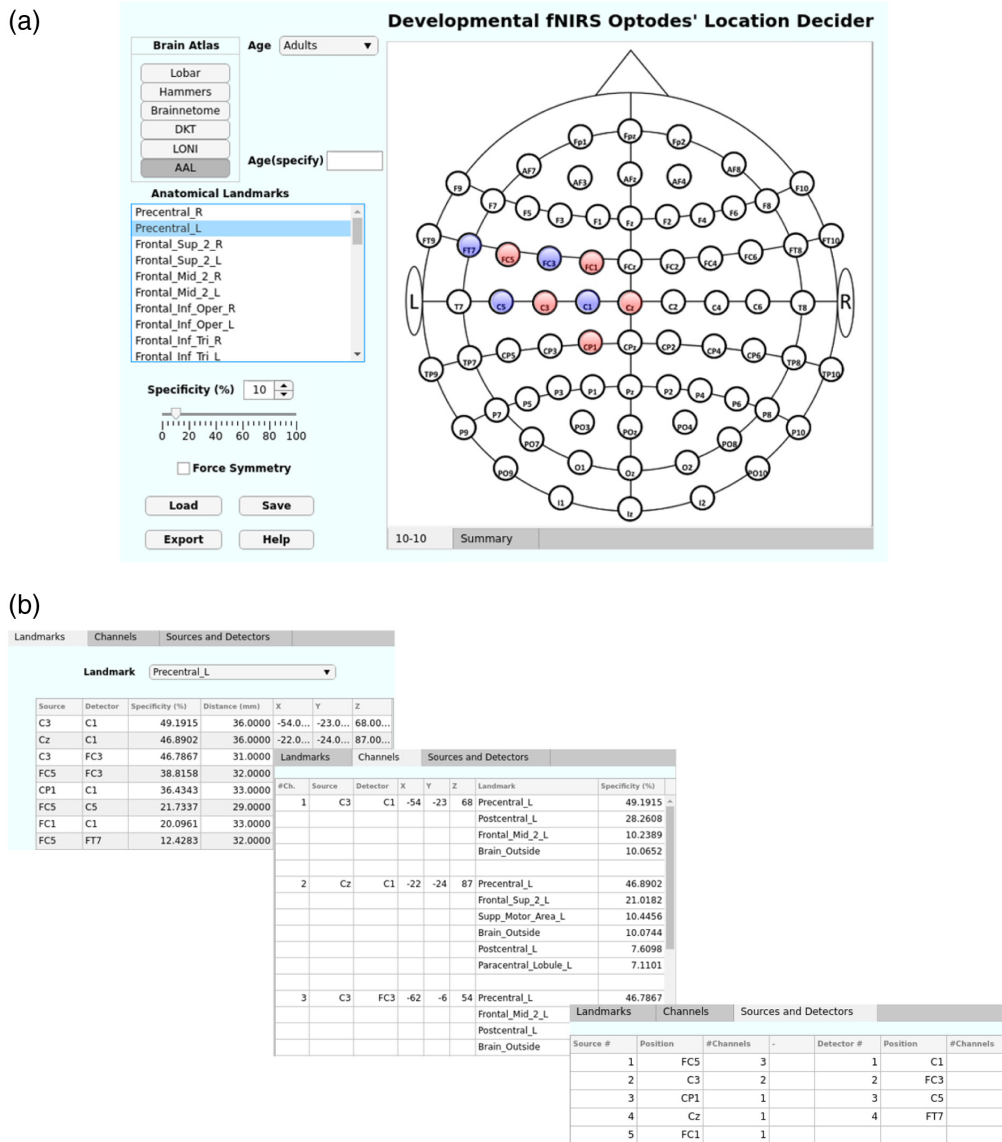 (a)
Developmental fNIRS Optodes' Location Decider
Brain Atlas
Age Adults
Lobar
Hammers
Brainnetome
DKT
LONI
AAL
Age(specify)
Anatomical Landmarks
Precentral_R
Precentral_L
Frontal_Sup_2_R
Frontal_Sup_2_L
Frontal_Mid_2_R
Frontal_Mid_2_L
Frontal_Inf_Oper_R
Frontal_Inf_Oper_L
Frontal_Inf_Tri_R
Frontal_Inf_Tri_L
Specificity (%) 10
0 20 40 60 80 100
Force Symmetry
Load Save
Export Help
Fp1 Fpz Fp2
AF7 AF3 AFz AF4 AF8
F9 F7 F5 F3 F1 Fz F2 F4 F6 F8 F10
FT9 FT7 FC5 FC3 FC1 FCz FC2 FC4 FC6 FT8 FT10
L T7 C5 C3 C1 Cz C2 C4 C6 T8 R
TP9 TP7 CP5 CP3 CP1 CPz CP2 CP4 CP6 TP8 TP10
P9 P7 P5 P3 P1 Pz P2 P4 P6 P8 P10
PO9 PO7 PO3 POz PO4 PO8 PO10
O1 Oz O2
I1 Iz I2
10-10 Summary
(b)
Landmarks Channels Sources and Detectors
Landmark Precentral_L
Source Detector Specificity (%) Distance (mm) X Y Z
C3 C1 49.1915 36.0000 -54.0... -23.0... 68.00...
Cz C1 46.8902 36.0000 -22.0... -24.0... 87.00...
C3 FC3 46.7867 31.0000
FC5 FC3 38.8158 32.0000
CP1 C1 36.4343 33.0000
FC5 C5 21.7337 29.0000
FC1 C1 20.0961 33.0000
FC5 FT7 12.4283 32.0000
Landmarks Channels Sources and Detectors
#Ch. Source Detector X Y Z Landmark Specificity (%)
1 C3 C1 -54 -23 68 Precentral_L 49.1915
Postcentral_L 28.2608
Frontal_Mid_2_L 10.2389
Brain_Outside 10.0652
2 Cz C1 -22 -24 87 Precentral_L 46.8902
Frontal_Sup_2_L 21.0182
Supp_Motor_Area_L 10.4456
Brain_Outside 10.0744
Postcentral_L 7.6098
Paracentral_Lobule_L 7.1101
3 C3 FC3 -62 -6 54 Precentral_L 46.7867
Frontal_Mid_2_L
Postcentral_L
Brain_Outside
Landmarks Channels Sources and Detectors
Source # Position #Channels - Detector # Position #Channels
1 FC5 3 1 C1
2 C3 2 2 FC3
3 CP1 1 3 C5
4 Cz 1 4 FT7
5 FC1 1